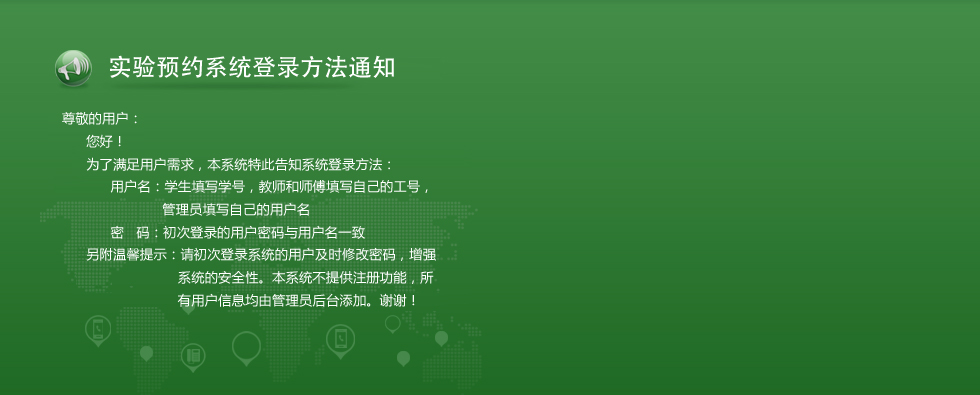 实验预约系统登录方法通知
尊敬的用户：
您好！
为了满足用户需求，本系统特此告知系统登录方法：
用户名：学生填写学号，教师和师傅填写自己的工号，
管理员填写自己的用户名
密　码：初次登录的用户密码与用户名一致
另附温馨提示：请初次登录系统的用户及时修改密码，增强
系统的安全性。本系统不提供注册功能，所
有用户信息均由管理员后台添加。谢谢！